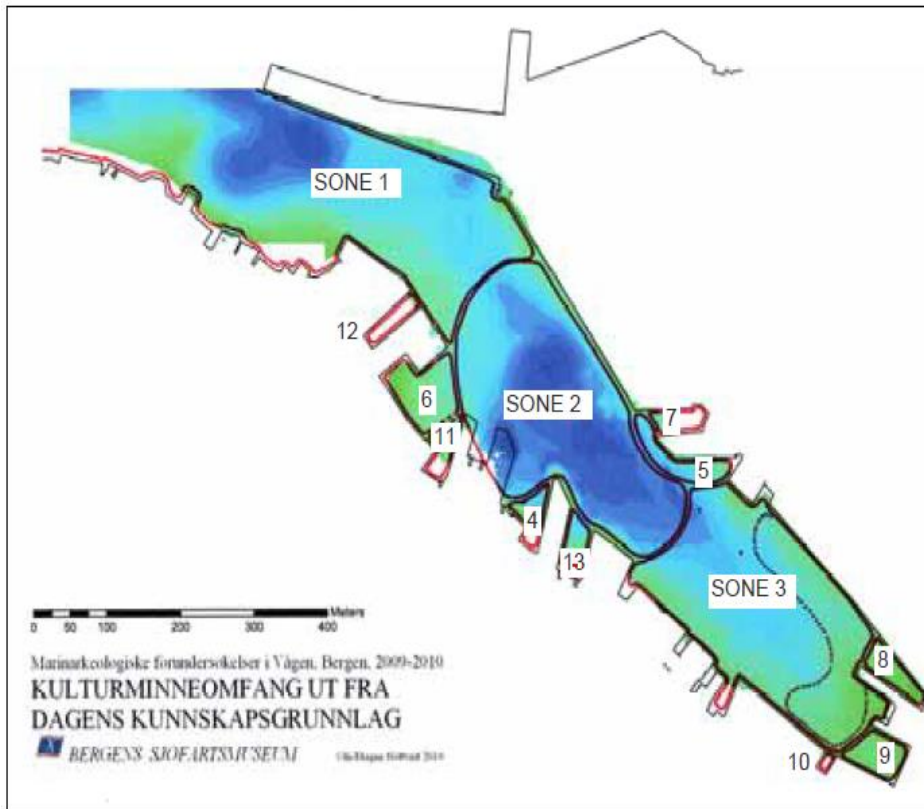 SONE 1
12
6
SONE 2
7
11
5
4
13
SONE 3
8
9
10
Meters
0 50 100 200 300 400
Marinarkeologiske forundersøkelser i Vågen, Bergen, 2009-2010
KULTURMINNEOMFANG UT FRA
DAGENS KUNNSKAPSGRUNNLAG
BERGENS SJØFARTSMUSEUM